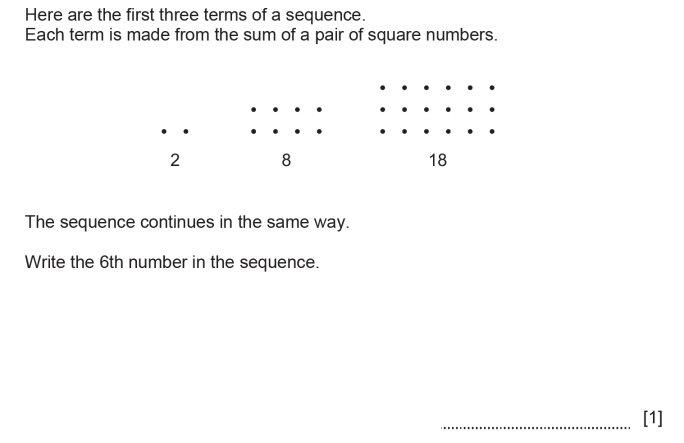 Here are the first three terms of a sequence.
Each term is made from the sum of a pair of square numbers.
2 8 18
The sequence continues in the same way.
Write the 6th number in the sequence.
[1]